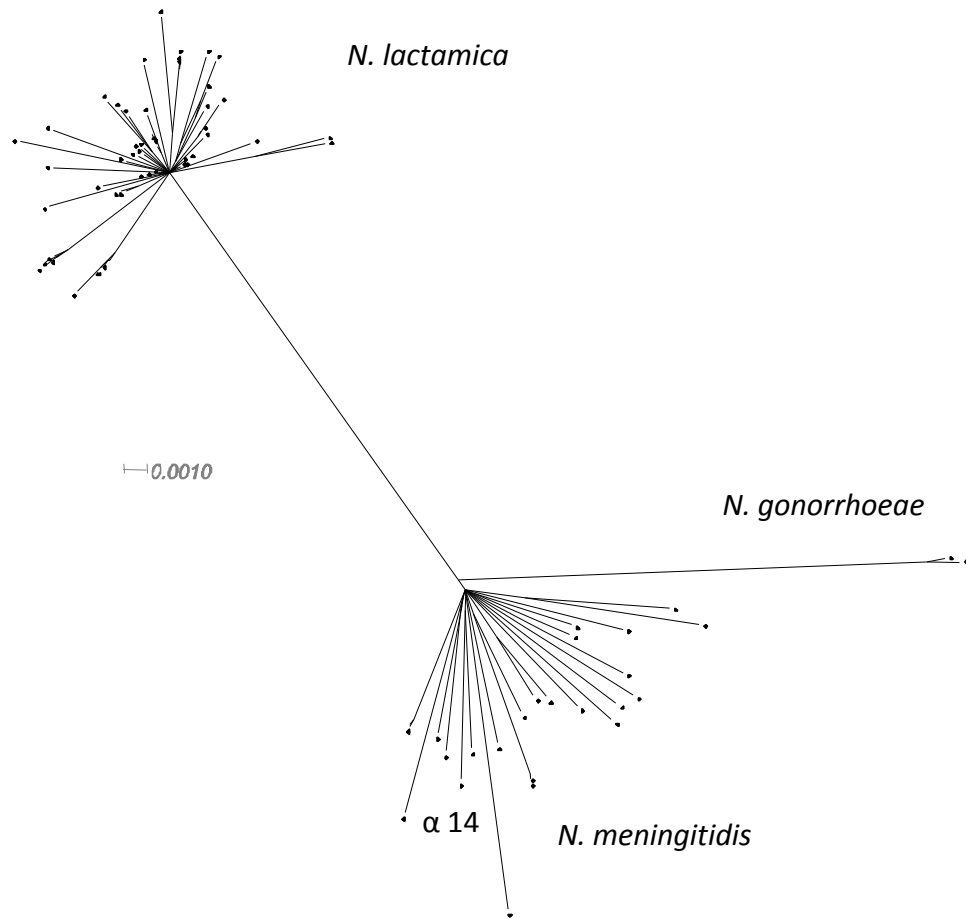 N. lactamica
0.0010
N. gonorrhoeae
α 14
N. meningitidis